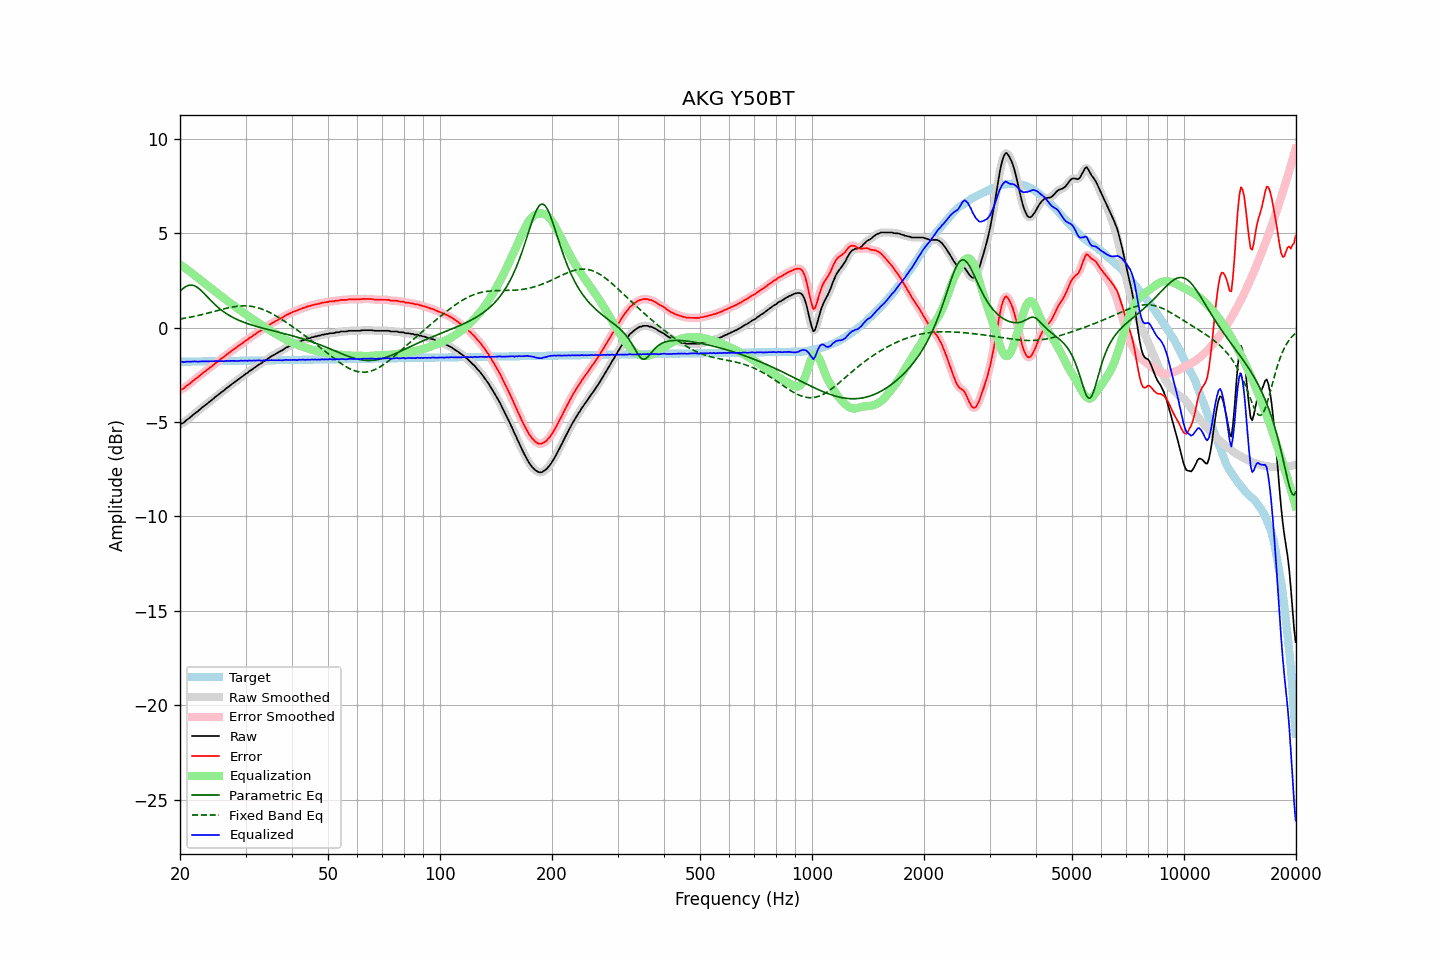 AKG Y50BT
Amplitude (dBr)
10
5
0
−5
−10
−15
−20
−25
Target
Raw Smoothed
Error Smoothed
Raw
Error
Equalization
Parametric Eq
Fixed Band Eq
Equalized
20 50 100 200 500 1000 2000 5000 10000 20000
Frequency (Hz)